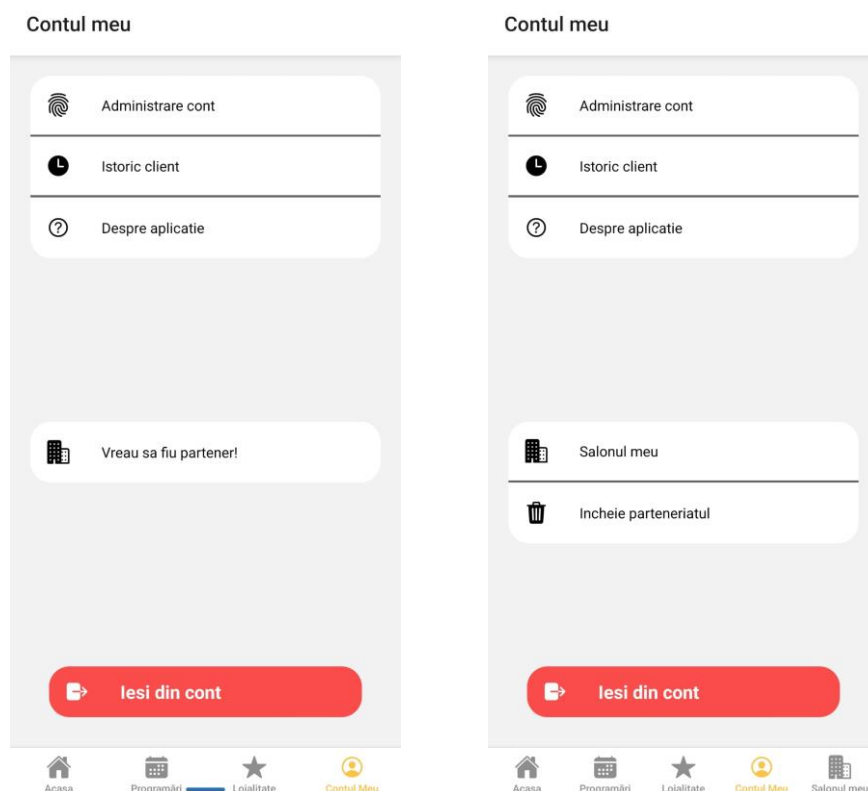 Contul meu
Administrare cont
Istoric client
Despre aplicatie
Vreau sa fiu partener!
Iesi din cont
Acasa
Programări
Loialitate
Contul Meu
Contul meu
Administrare cont
Istoric client
Despre aplicatie
Salonul meu
Incheie parteneriatul
Iesi din cont
Acasa
Programări
Loialitate
Contul Meu
Salonul meu